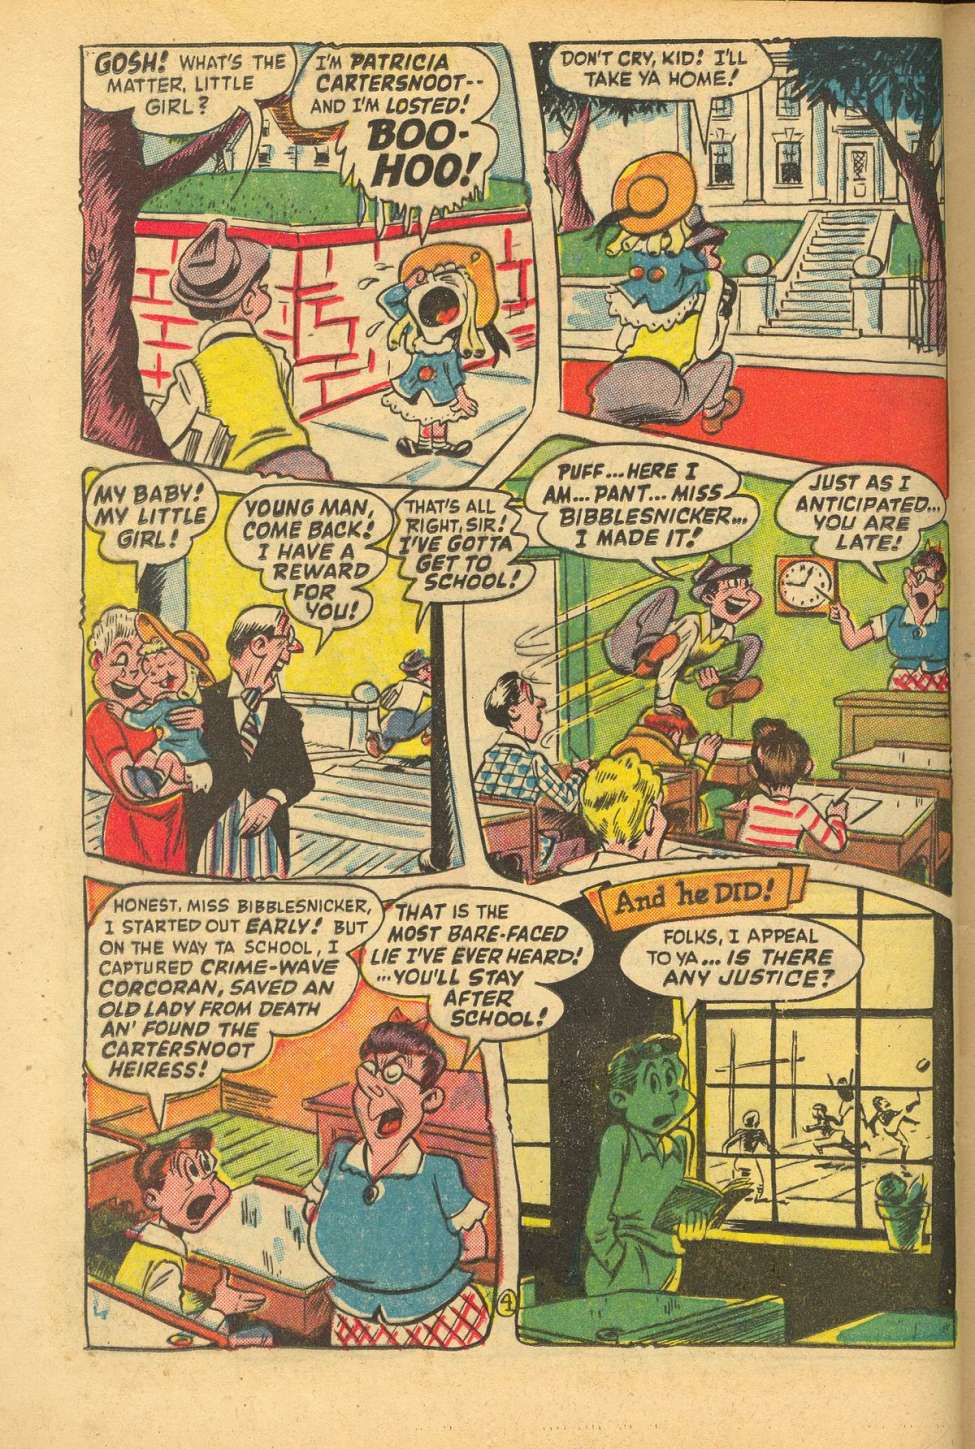 GOSH! WHAT'S THE
MATTER, LITTLE
GIRL?
I'M PATRICIA
CARTERSNOOT--
AND I'M LOSTED!
BOO-
HOO!
DON'T CRY, KID! I'LL
TAKE YA HOME!
MY BABY!
MY LITTLE
GIRL!
YOUNG MAN,
COME BACK!
I HAVE A
REWARD
FOR
YOU!
THAT'S ALL
RIGHT, SIR!
I'VE GOTTA
GET TO
SCHOOL!
PUFF... HERE I
AM... PANT... MISS
BIBBLESNICKER...
I MADE IT!
JUST AS I
ANTICIPATED...
YOU ARE
LATE!
HONEST, MISS BIBBLESNICKER,
I STARTED OUT EARLY! BUT
ON THE WAY TA SCHOOL, I
CAPTURED CRIME-WAVE
CORCORAN, SAVED AN
OLD LADY FROM DEATH
AN' FOUND THE
CARTERSNOOT
HEIRESS!
THAT IS THE
MOST BARE-FACED
LIE I'VE EVER HEARD!
...YOU'LL STAY
AFTER
SCHOOL!
And he DID!
FOLKS, I APPEAL
TO YA... IS THERE
ANY JUSTICE?
4